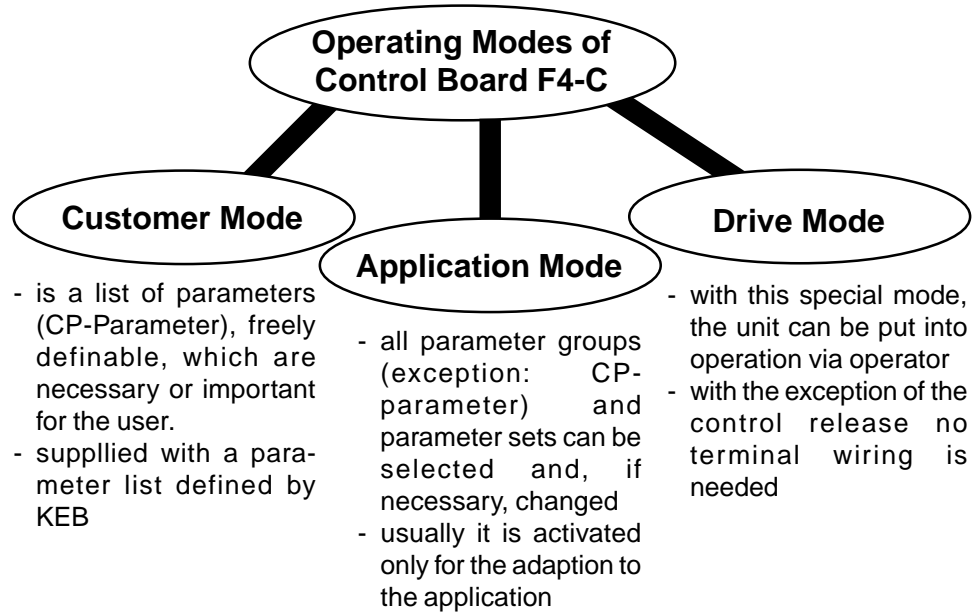 Operating Modes of
Control Board F4-C
Customer Mode
- is a list of parameters
(CP-Parameter), freely
definable, which are
necessary or important
for the user.
- suppllied with a para-
meter list defined by
KEB
Application Mode
- all parameter groups
(exception: CP-
parameter) and
parameter sets can be
selected and, if
necessary, changed
- usually it is activated
only for the adaption to
the application
Drive Mode
- with this special mode,
the unit can be put into
operation via operator
- with the exception of the
control release no
terminal wiring is
needed